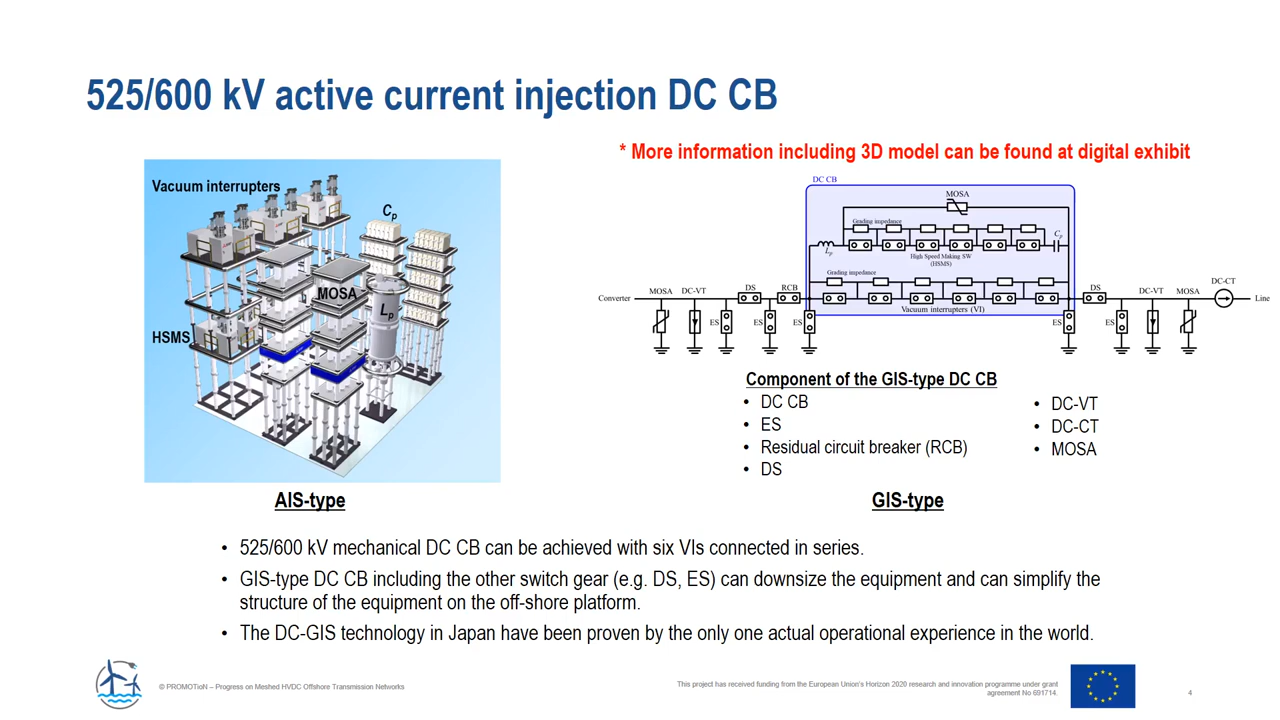 525/600 kV active current injection DC CB
* More information including 3D model can be found at digital exhibit
Vacuum interrupters
Cp
MOSA
Lp
HSMS
AIS-type
DC CB
MOSA
Grading impedance
Lp
Cp
High Speed Making SW
(HSMS)
Grading impedance
Converter
MOSA
DC-VT
DS
RCB
Vacuum interrupters (VI)
DS
DC-VT
MOSA
DC-CT
Line
ES
ES
ES
ES
ES
Component of the GIS-type DC CB
• DC CB
• ES
• Residual circuit breaker (RCB)
• DS
• DC-VT
• DC-CT
• MOSA
GIS-type
• 525/600 kV mechanical DC CB can be achieved with six VIs connected in series.
• GIS-type DC CB including the other switch gear (e.g. DS, ES) can downsize the equipment and can simplify the
structure of the equipment on the off-shore platform.
• The DC-GIS technology in Japan have been proven by the only one actual operational experience in the world.
© PROMOTioN – Progress on Meshed HVDC Offshore Transmission Networks
This project has received funding from the European Union's Horizon 2020 research and innovation programme under grant
agreement No 691714.
4